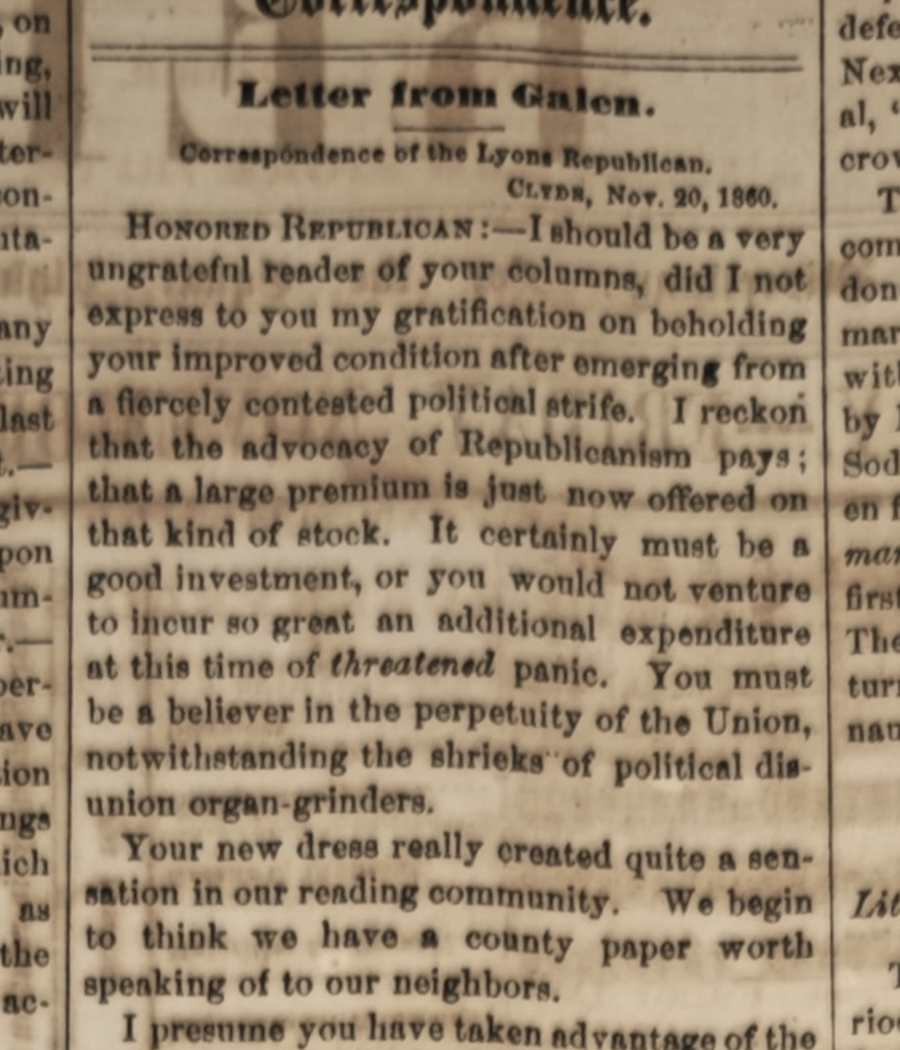 Correspondence.
Letter from Galen.
Correspondence of the Lyons Republican.
CLYDE, Nov. 20, 1860.
HONORED REPUBLICAN:—I should be a very
ungrateful reader of your columns, did I not
express to you my gratification on beholding
your improved condition after emerging from
a fiercely contested political strife. I reckon
that the advocacy of Republicanism pays;
that a large premium is just now offered on
that kind of stock. It certainly must be a
good investment, or you would not venture
to incur so great an additional expenditure
at this time of threatened panic. You must
be a believer in the perpetuity of the Union,
notwithstanding the shrieks of political dis-
union organ-grinders.
Your new dress really created quite a sen-
sation in our reading community. We begin
to think we have a county paper worth
speaking of to our neighbors.
I presume you have taken advantage of the